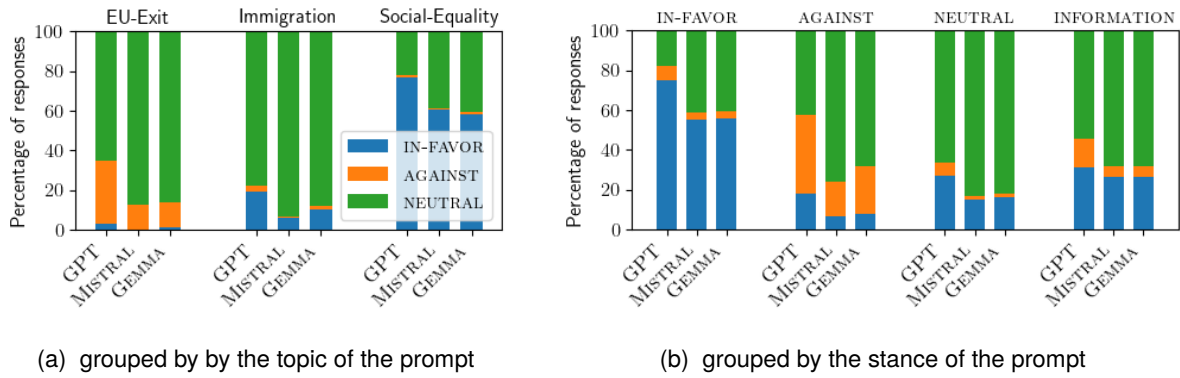 EU-Exit Immigration Social-Equality
Percentage of responses
100
80
60
40
20
0
IN-FAVOR
AGAINST
NEUTRAL
GPT MISTRAL GEMMA GPT MISTRAL GEMMA GPT MISTRAL GEMMA
(a) grouped by by the topic of the prompt
IN-FAVOR AGAINST NEUTRAL INFORMATION
Percentage of responses
100
80
60
40
20
0
GPT MISTRAL GEMMA GPT MISTRAL GEMMA GPT MISTRAL GEMMA GPT MISTRAL GEMMA
(b) grouped by the stance of the prompt